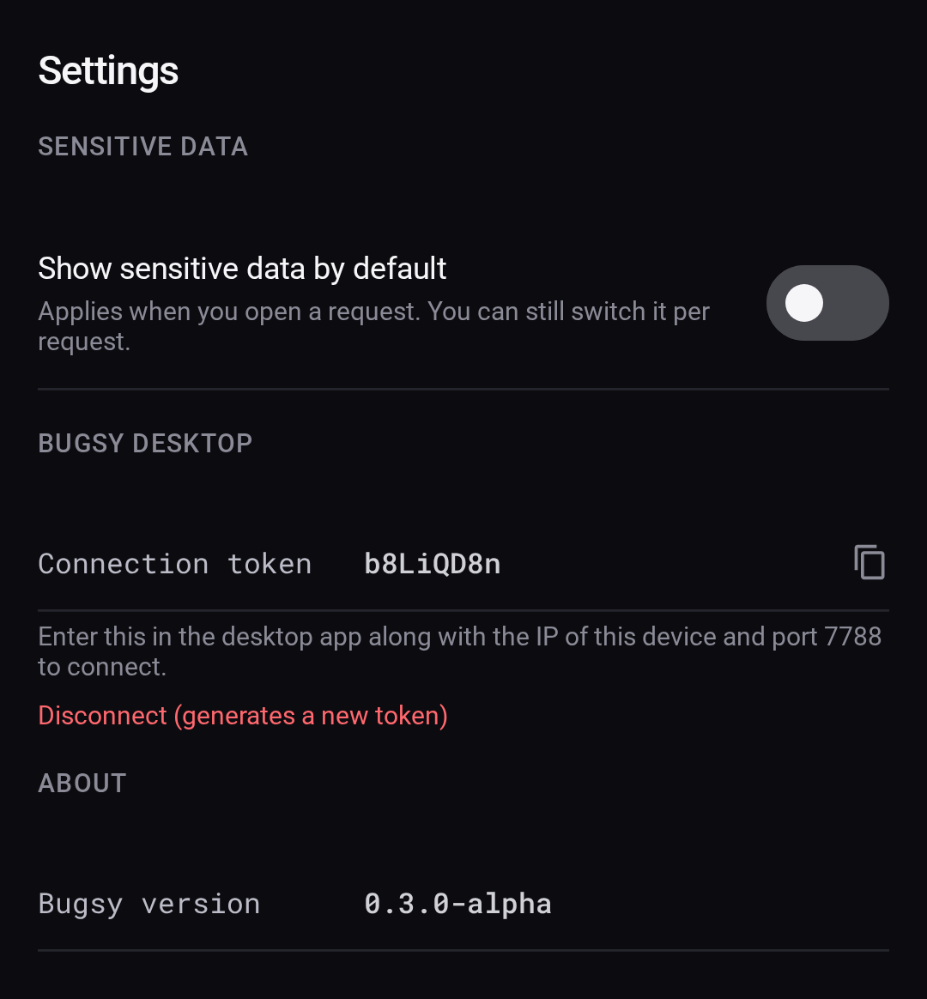 Settings
SENSITIVE DATA
Show sensitive data by default
Applies when you open a request. You can still switch it per
request.
BUGSY DESKTOP
Connection token b8LiQD8n
Enter this in the desktop app along with the IP of this device and port 7788
to connect.
Disconnect (generates a new token)
ABOUT
Bugsy version 0.3.0-alpha